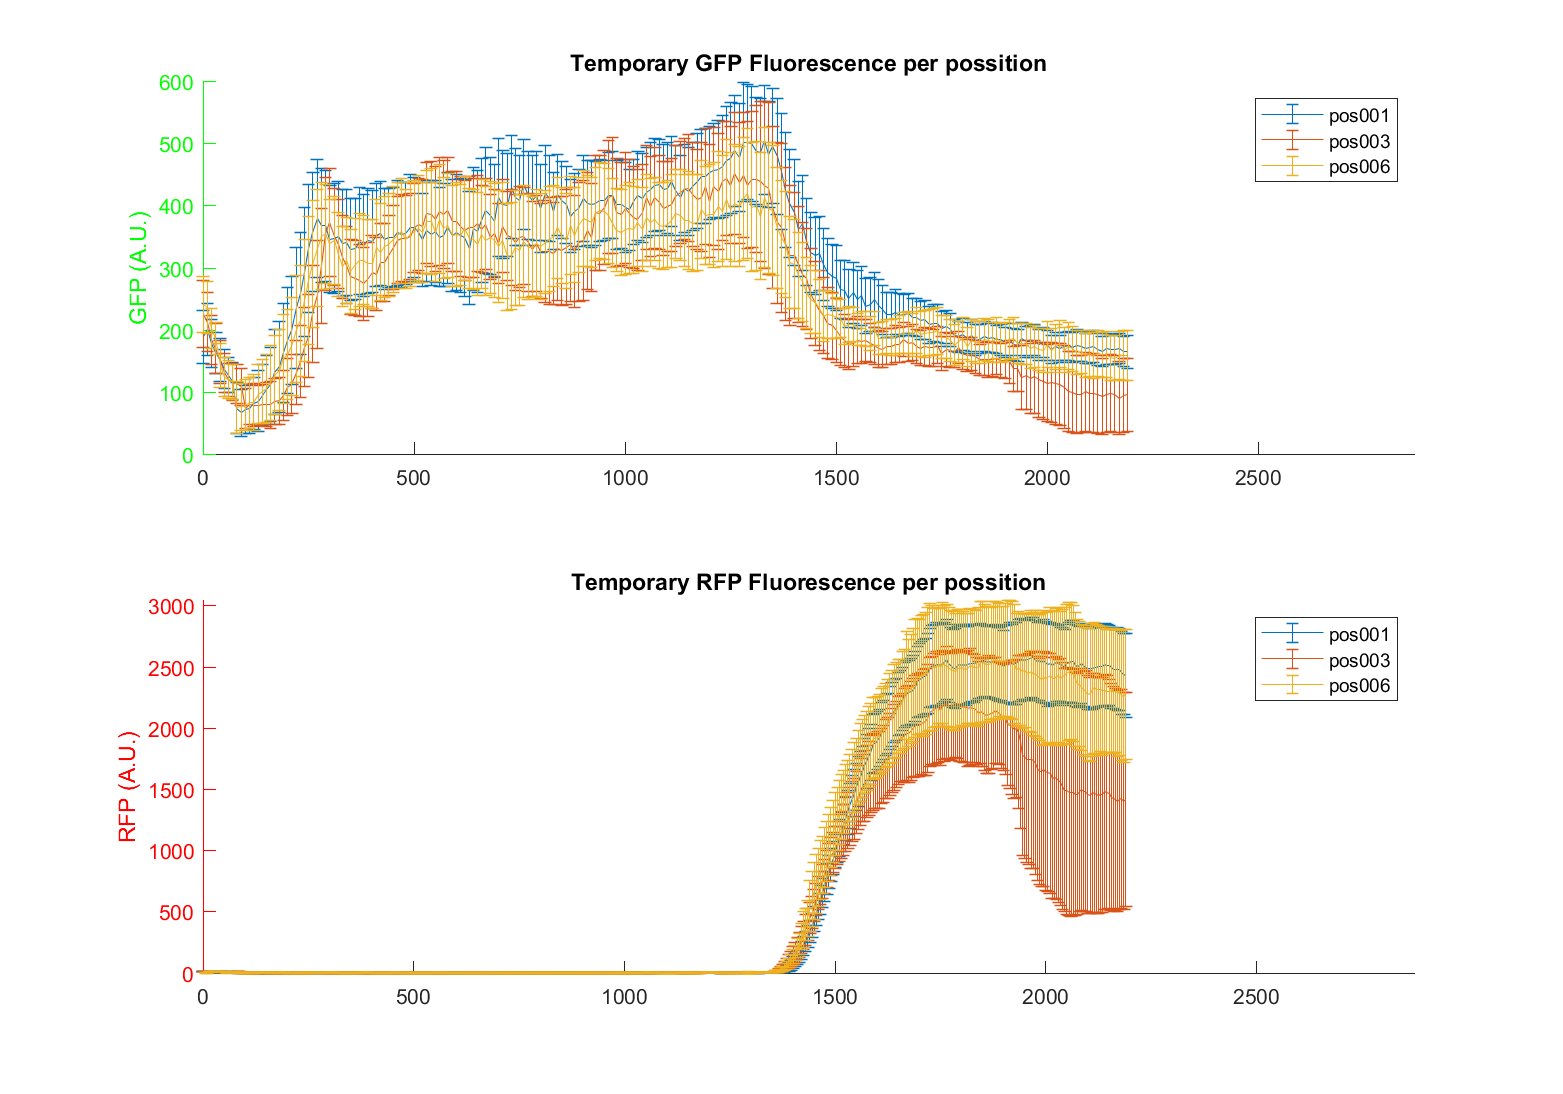 Temporary GFP Fluorescence per possition
600
500
400
300
200
100
0
GFP (A.U.)
0 500 1000 1500 2000 2500
pos001
pos003
pos006
Temporary RFP Fluorescence per possition
3000
2500
2000
1500
1000
500
0
RFP (A.U.)
0 500 1000 1500 2000 2500
pos001
pos003
pos006